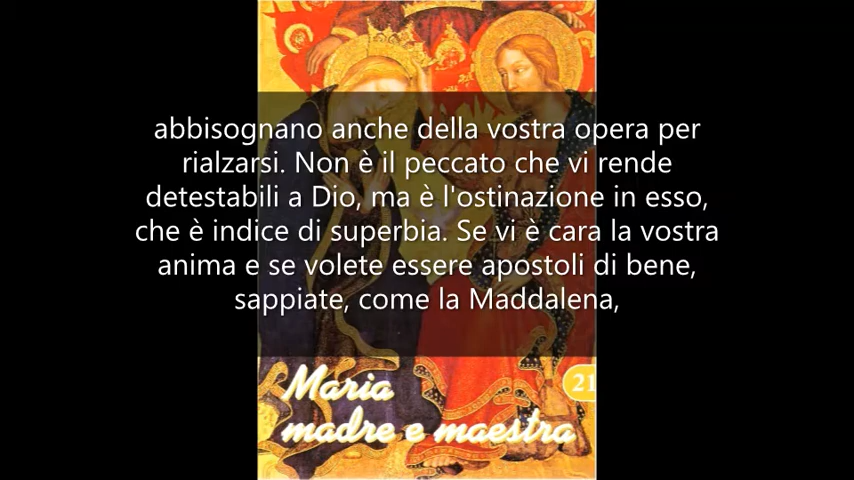 abbisognano anche della vostra opera per
rialzarsi. Non è il peccato che vi rende
detestabili a Dio, ma è l'ostinazione in esso,
che è indice di superbia. Se vi è cara la vostra
anima e se volete essere apostoli di bene,
sappiate, come la Maddalena,
Maria
21
madre e maestra